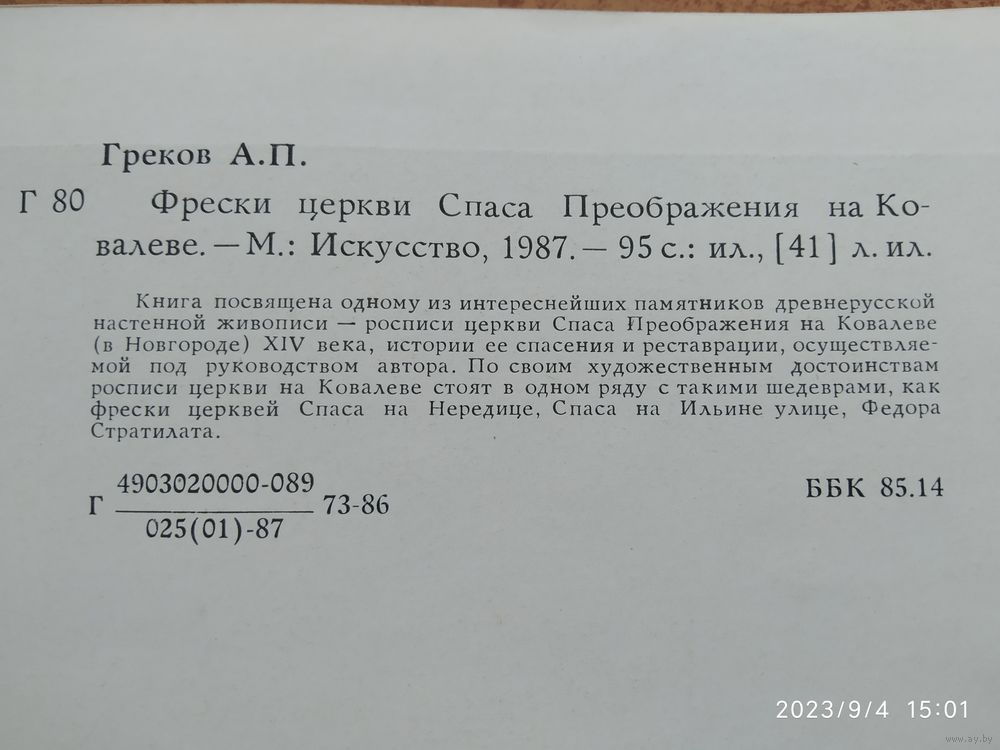 Греков А.П.
Г 80 Фрески церкви Спаса Преображения на Ко-
валеве. — М.: Искусство, 1987. — 95 с.: ил., [41] л. ил.
Книга посвящена одному из интереснейших памятников древнерусской
настенной живописи — росписи церкви Спаса Преображения на Ковалеве
(в Новгороде) XIV века, истории ее спасения и реставрации, осуществляе-
мой под руководством автора. По своим художественным достоинствам
росписи церкви на Ковалеве стоят в одном ряду с такими шедеврами, как
фрески церквей Спаса на Нередице, Спаса на Ильине улице, Федора
Стратилата.
4903020000-089
Г 73-86
025(01)-87
ББК 85.14
2023/9/4 15:01
www.ay.by